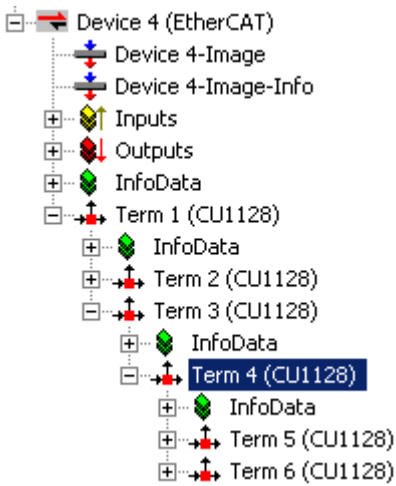 Device 4 (EtherCAT)
Device 4-Image
Device 4-Image-Info
Inputs
Outputs
InfoData
Term 1 (CU1128)
InfoData
Term 2 (CU1128)
Term 3 (CU1128)
InfoData
Term 4 (CU1128)
InfoData
Term 5 (CU1128)
Term 6 (CU1128)